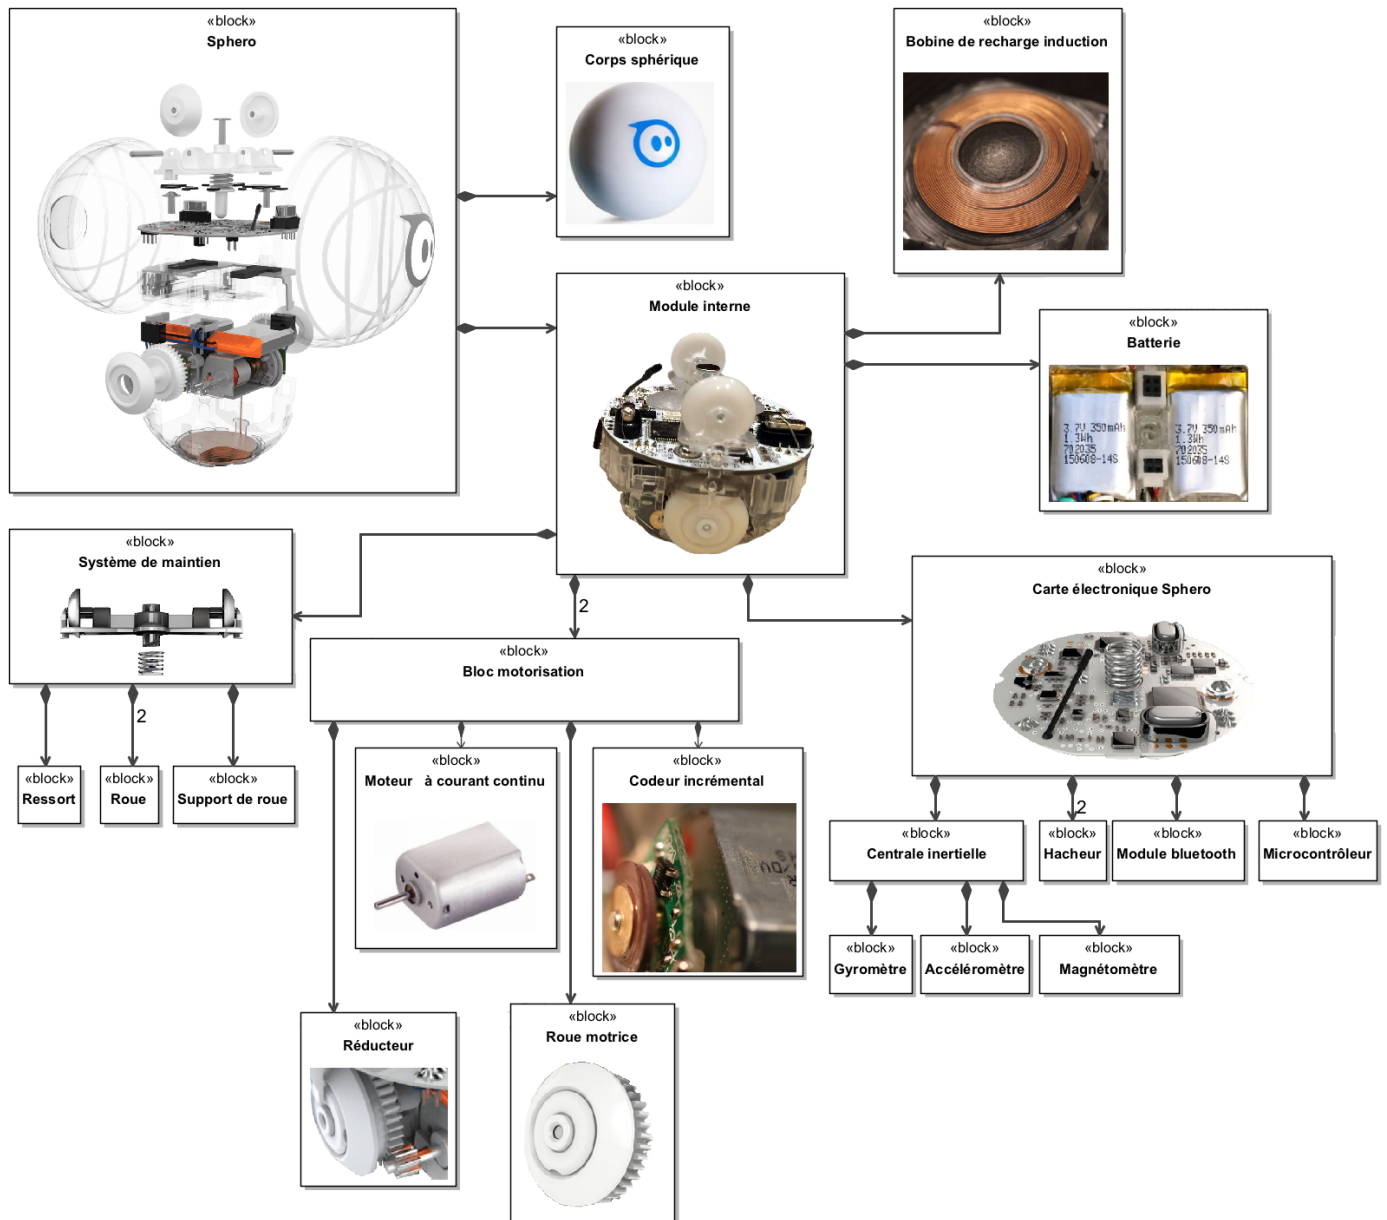 «block»
Sphero
«block»
Corps sphérique
«block»
Bobine de recharge induction
«block»
Module interne
«block»
Batterie
3.7V 350mAh
1.3Wh
702035
150608-14S
3.7V 350mAh
1.3Wh
702035
150608-14S
«block»
Système de maintien
2
«block»
Bloc motorisation
«block»
Carte électronique Sphero
2
«block»
Ressort
«block»
Roue
«block»
Support de roue
«block»
Moteur à courant continu
«block»
Codeur incrémental
2
«block»
Centrale inertielle
«block»
Hacheur
«block»
Module bluetooth
«block»
Microcontrôleur
«block»
Gyromètre
«block»
Accéléromètre
«block»
Magnétomètre
«block»
Réducteur
«block»
Roue motrice